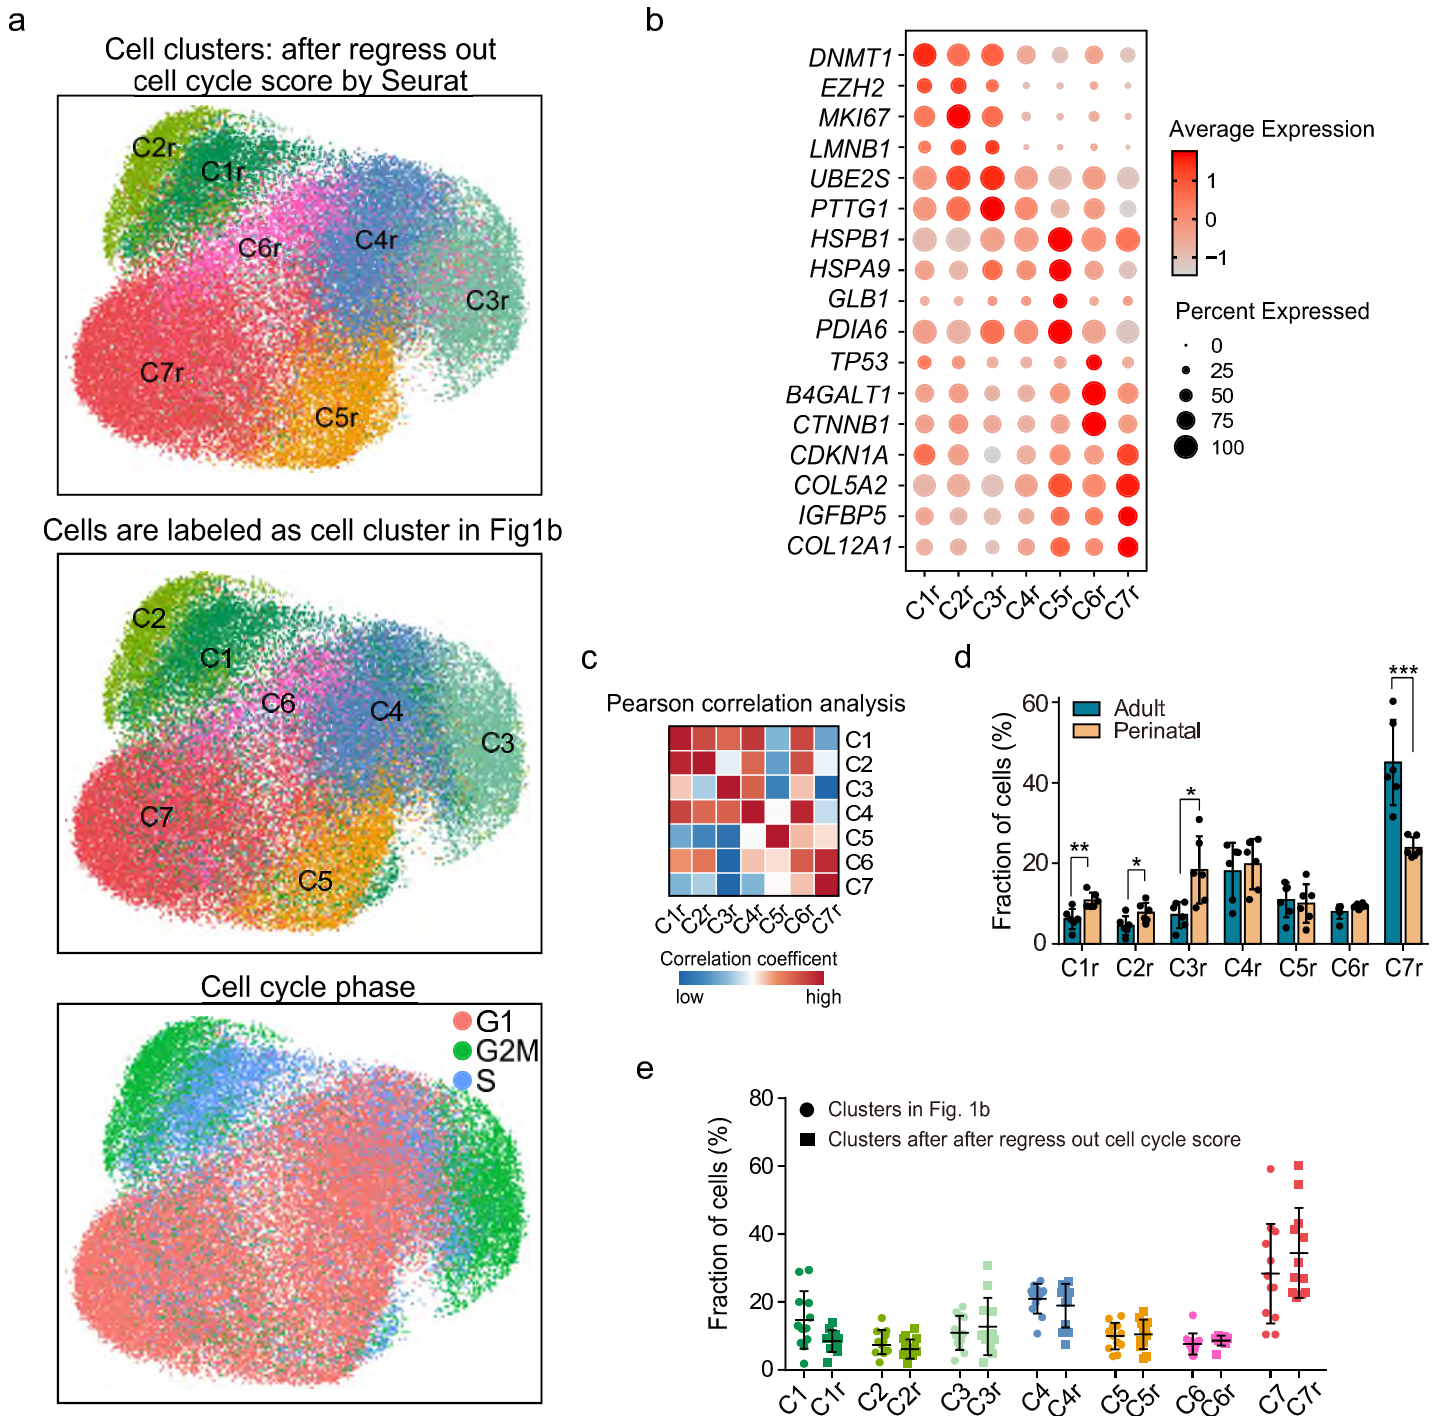 a
Cell clusters: after regress out
cell cycle score by Seurat
C2r
C1r
C6r
C4r
C3r
C7r
C5r
Cells are labeled as cell cluster in Fig1b
C2
C1
C6
C4
C3
C7
C5
Cell cycle phase
G1
G2M
S
b
DNMT1
EZH2
MKI67
LMNB1
UBE2S
PTTG1
HSPB1
HSPA9
GLB1
PDIA6
TP53
B4GALT1
CTNNB1
CDKN1A
COL5A2
IGFBP5
COL12A1
C1r C2r C3r C4r C5r C6r C7r
Average Expression
1
0
−1
Percent Expressed
0
25
50
75
100
c
Pearson correlation analysis
C1
C2
C3
C4
C5
C6
C7
C1r C2r C3r C4r C5r C6r C7r
Correlation coefficent
low high
d
Fraction of cells (%)
60
40
20
0
Adult
Perinatal
** * * ***
C1r C2r C3r C4r C5r C6r C7r
e
Fraction of cells (%)
80
60
40
20
0
Clusters in Fig. 1b
Clusters after after regress out cell cycle score
C1 C1r C2 C2r C3 C3r C4 C4r C5 C5r C6 C6r C7 C7r